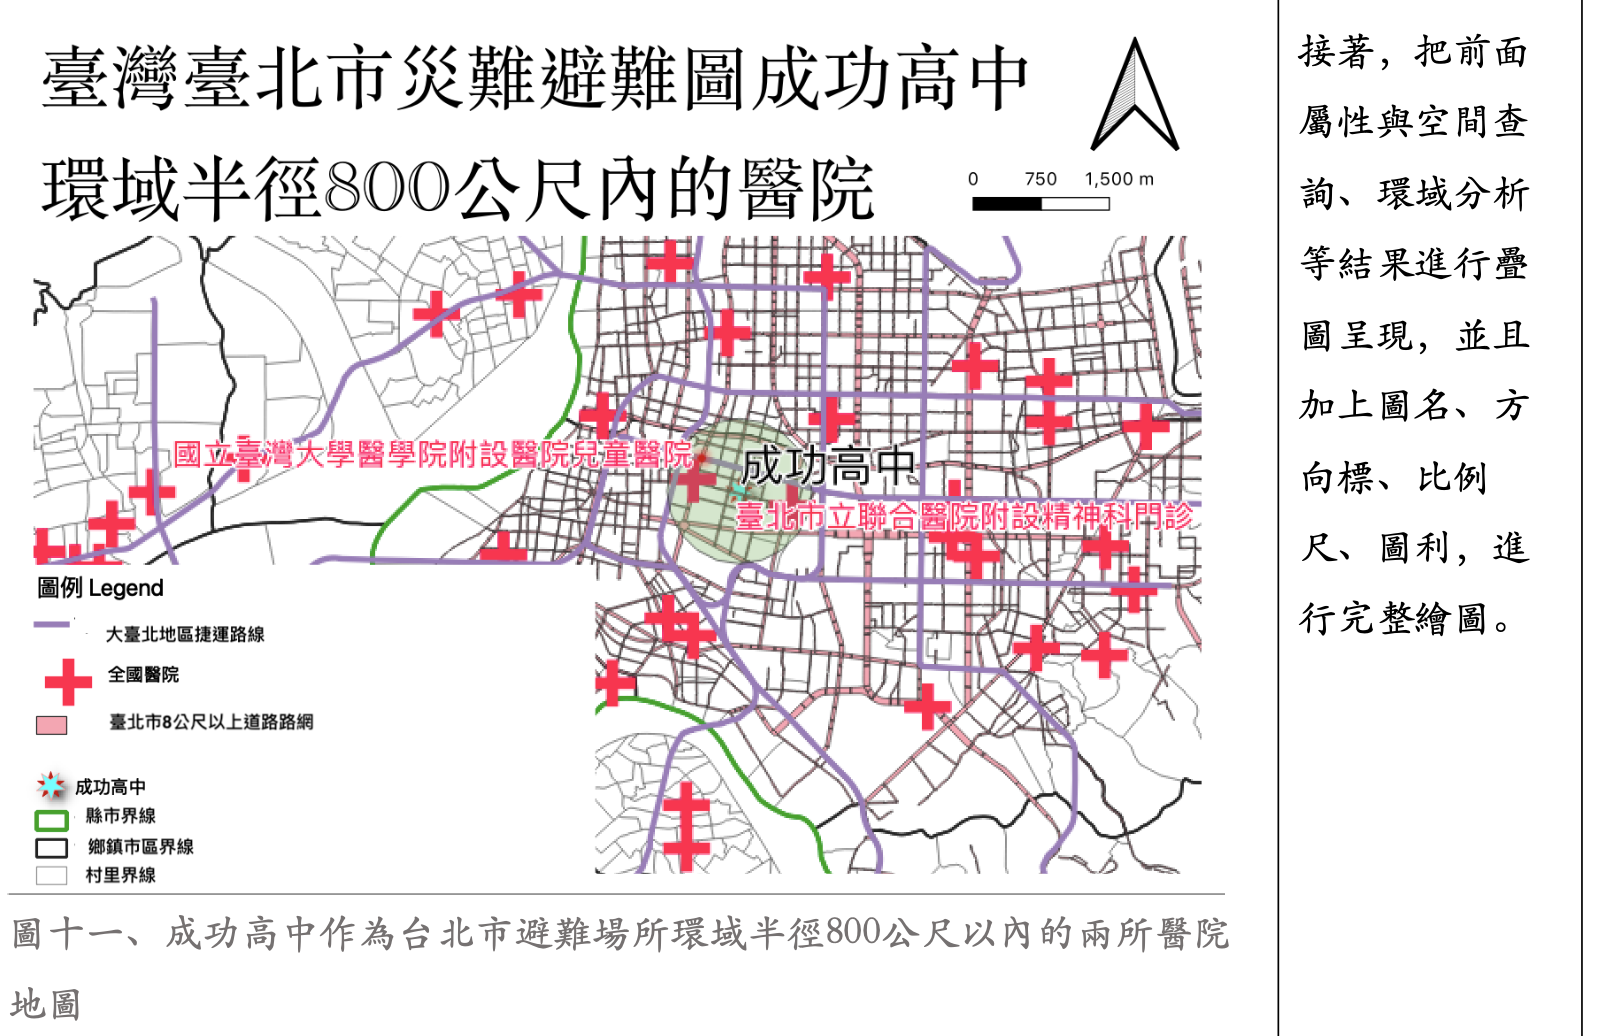 臺灣臺北市災難避難圖成功高中
環域半徑800公尺內的醫院
0 750 1,500 m
國立臺灣大學醫學院附設醫院兒童醫院
成功高中
臺北市立聯合醫院附設精神科門診
圖例 Legend
大臺北地區捷運路線
全國醫院
臺北市8公尺以上道路路網
成功高中
縣市界線
鄉鎮市區界線
村里界線
圖十一、成功高中作為台北市避難場所環域半徑800公尺以內的兩所醫院
地圖
接著，把前面
屬性與空間查
詢、環域分析
等結果進行疊
圖呈現，並且
加上圖名、方
向標、比例
尺、圖利，進
行完整繪圖。